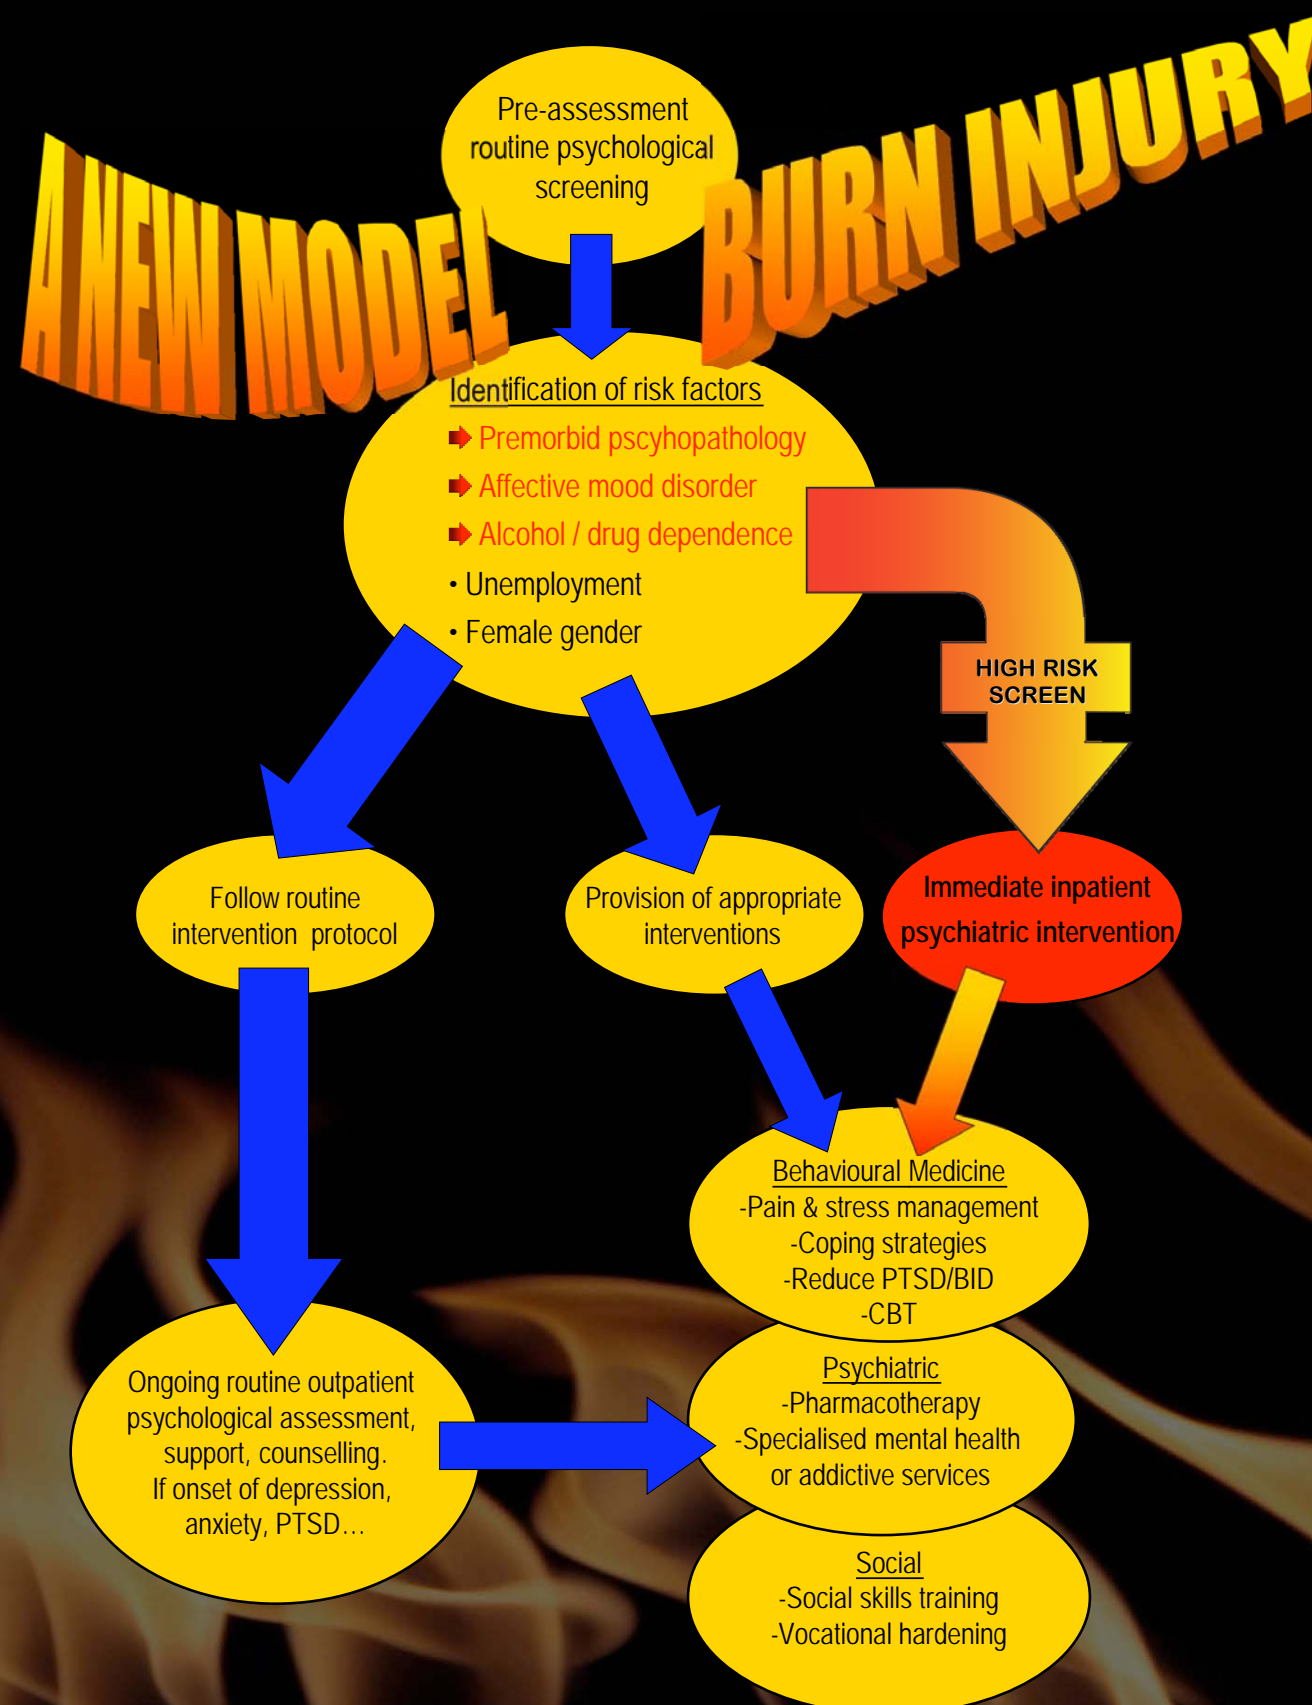 A NEW MODEL
BURN INJURY
Pre-assessment
routine psychological
screening
Identification of risk factors
Premorbid pscyhopathology
Affective mood disorder
Alcohol / drug dependence
• Unemployment
• Female gender
HIGH RISK
SCREEN
Follow routine
intervention protocol
Provision of appropriate
interventions
Immediate inpatient
psychiatric intervention
Behavioural Medicine
-Pain & stress management
-Coping strategies
-Reduce PTSD/BID
-CBT
Ongoing routine outpatient
psychological assessment,
support, counselling.
If onset of depression,
anxiety, PTSD…
Psychiatric
-Pharmacotherapy
-Specialised mental health
or addictive services
Social
-Social skills training
-Vocational hardening